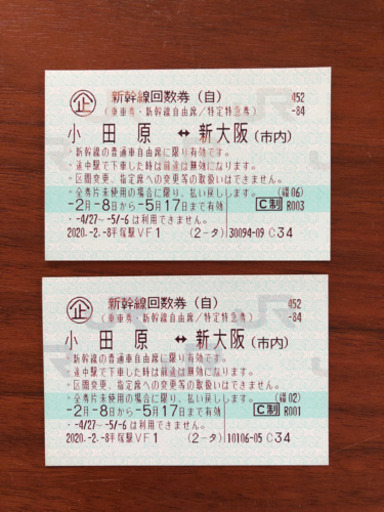 企 新幹線回数券（自） 452
（乗車券・新幹線自由席／特定特急券） -84
小田原 ↔ 新大阪（市内）
・新幹線の普通車自由席に限り有効です。
・途中駅で下車した時は前途は無効になります。
・区間変更、指定席への変更等の取扱いはできません。
・全券片未使用の場合に限り、払い戻しします。 （福06）
-2月-8日から-5月17日まで有効 C制 R003
-4/27～-5/-6は利用できません。
2020.-2.-8平塚駅VF1 （2-タ） 30094-09 C34
企 新幹線回数券（自） 452
（乗車券・新幹線自由席／特定特急券） -84
小田原 ↔ 新大阪（市内）
・新幹線の普通車自由席に限り有効です。
・途中駅で下車した時は前途は無効になります。
・区間変更、指定席への変更等の取扱いはできません。
・全券片未使用の場合に限り、払い戻しします。 （福02）
-2月-8日から-5月17日まで有効 C制 R001
-4/27～-5/-6は利用できません。
2020.-2.-8平塚駅VF1 （2-タ） 10106-05 C34